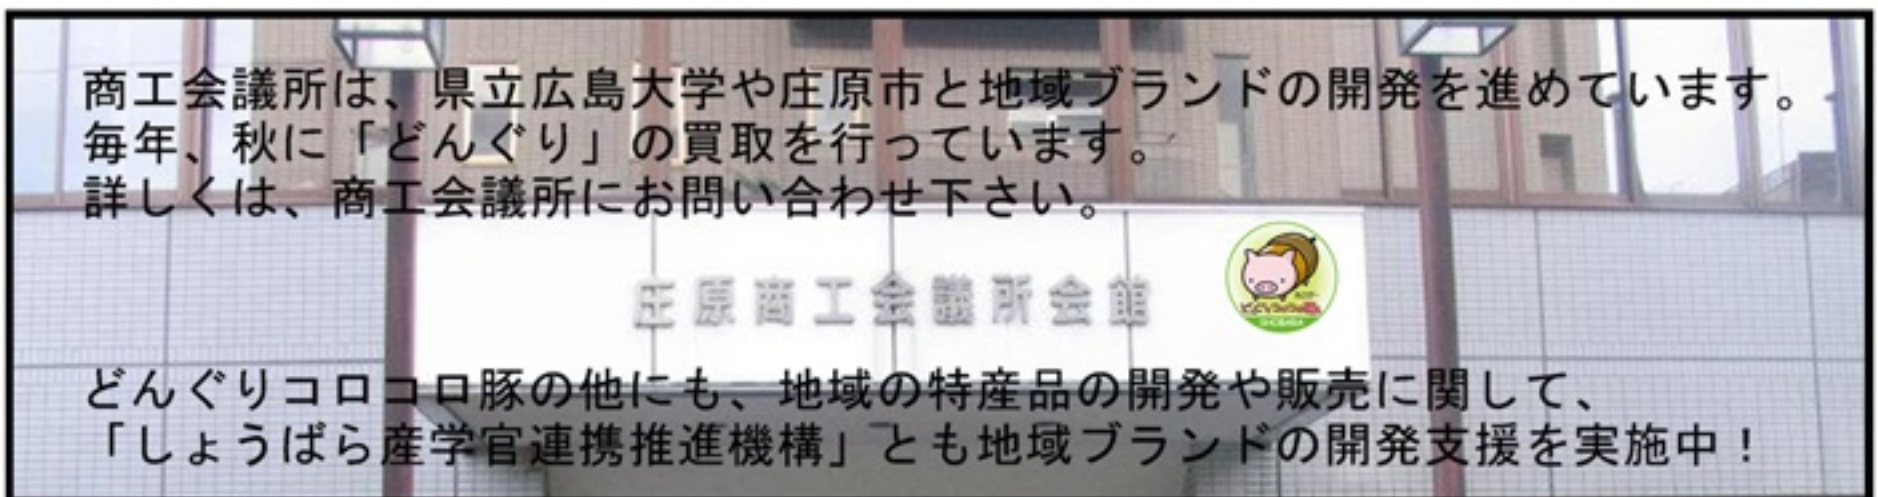 商工会議所は、県立広島大学や庄原市と地域ブランドの開発を進めています。
毎年、秋に「どんぐり」の買取を行っています。
詳しくは、商工会議所にお問い合わせ下さい。
庄原商工会議所会館
どんぐりコロコロ豚の他にも、地域の特産品の開発や販売に関して、
「しょうばら産学官連携推進機構」とも地域ブランドの開発支援を実施中！